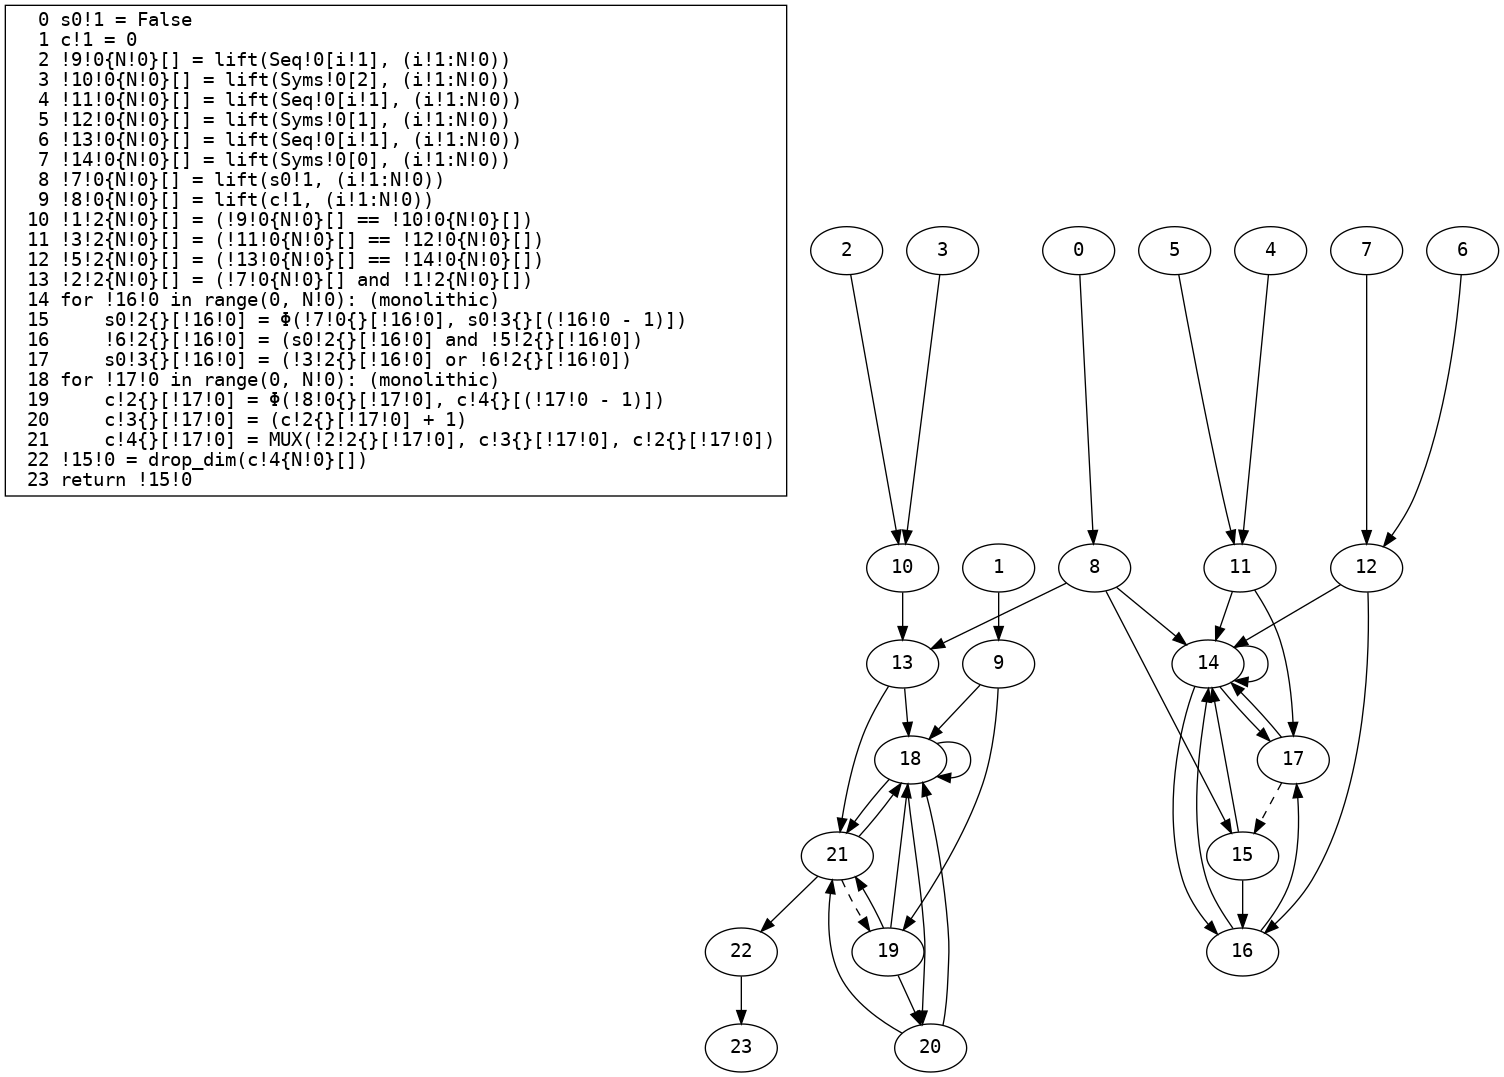 0 s0!1 = False
1 c!1 = 0
2 !9!0{N!0}[] = lift(Seq!0[i!1], (i!1:N!0))
3 !10!0{N!0}[] = lift(Syms!0[2], (i!1:N!0))
4 !11!0{N!0}[] = lift(Seq!0[i!1], (i!1:N!0))
5 !12!0{N!0}[] = lift(Syms!0[1], (i!1:N!0))
6 !13!0{N!0}[] = lift(Seq!0[i!1], (i!1:N!0))
7 !14!0{N!0}[] = lift(Syms!0[0], (i!1:N!0))
8 !7!0{N!0}[] = lift(s0!1, (i!1:N!0))
9 !8!0{N!0}[] = lift(c!1, (i!1:N!0))
10 !1!2{N!0}[] = (!9!0{N!0}[] == !10!0{N!0}[])
11 !3!2{N!0}[] = (!11!0{N!0}[] == !12!0{N!0}[])
12 !5!2{N!0}[] = (!13!0{N!0}[] == !14!0{N!0}[])
13 !2!2{N!0}[] = (!7!0{N!0}[] and !1!2{N!0}[])
14 for !16!0 in range(0, N!0): (monolithic)
15     s0!2{}[!16!0] = Φ(!7!0{}[!16!0], s0!3{}[(!16!0 - 1)])
16     !6!2{}[!16!0] = (s0!2{}[!16!0] and !5!2{}[!16!0])
17     s0!3{}[!16!0] = (!3!2{}[!16!0] or !6!2{}[!16!0])
18 for !17!0 in range(0, N!0): (monolithic)
19     c!2{}[!17!0] = Φ(!8!0{}[!17!0], c!4{}[(!17!0 - 1)])
20     c!3{}[!17!0] = (c!2{}[!17!0] + 1)
21     c!4{}[!17!0] = MUX(!2!2{}[!17!0], c!3{}[!17!0], c!2{}[!17!0])
22 !15!0 = drop_dim(c!4{N!0}[])
23 return !15!0
2 3 0 5 4 7 6
10 1 8 11 12
13 9 14
18 17
21 15
22 19 16
23 20